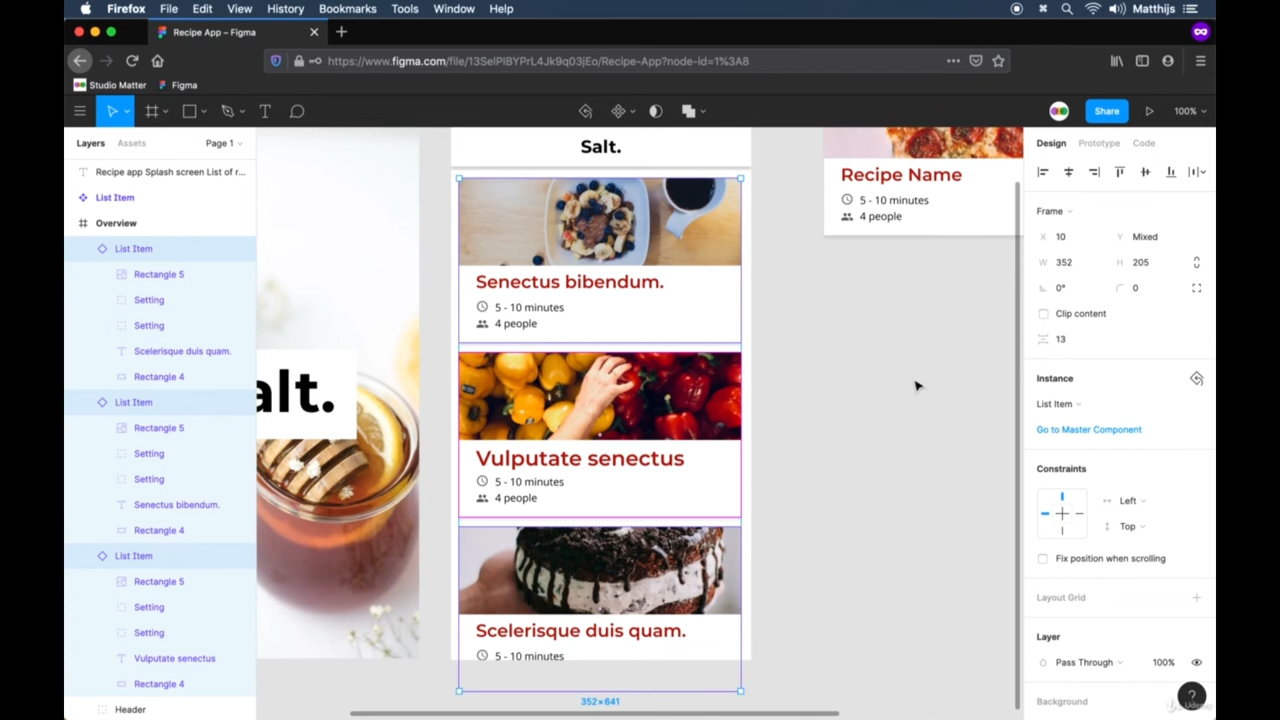 Firefox File Edit View History Bookmarks Tools Window Help Matthijs
Recipe App – Figma
https://www.figma.com/file/13SelPlBYPrL4Jk9q03jEo/Recipe-App?node-id=1%3A8
Studio Matter Figma
Share 100%
Layers Assets Page 1
Design Prototype Code
Recipe app Splash screen List of r...
List Item
Overview
List Item
Rectangle 5
Setting
Setting
Scelerisque duis quam.
Rectangle 4
List Item
Rectangle 5
Setting
Setting
Senectus bibendum.
Rectangle 4
List Item
Rectangle 5
Setting
Setting
Vulputate senectus
Rectangle 4
Header
alt.
Salt.
Senectus bibendum.
5 - 10 minutes
4 people
Vulputate senectus
5 - 10 minutes
4 people
Scelerisque duis quam.
5 - 10 minutes
352×641
Recipe Name
5 - 10 minutes
4 people
Frame
X 10 Y Mixed
W 352 H 205
0° 0
Clip content
13
Instance
List Item
Go to Master Component
Constraints
Left
Top
Fix position when scrolling
Layout Grid
Layer
Pass Through 100%
Background
?
Udemy